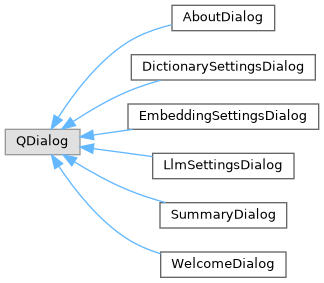 AboutDialog
DictionarySettingsDialog
EmbeddingSettingsDialog
QDialog
LlmSettingsDialog
SummaryDialog
WelcomeDialog